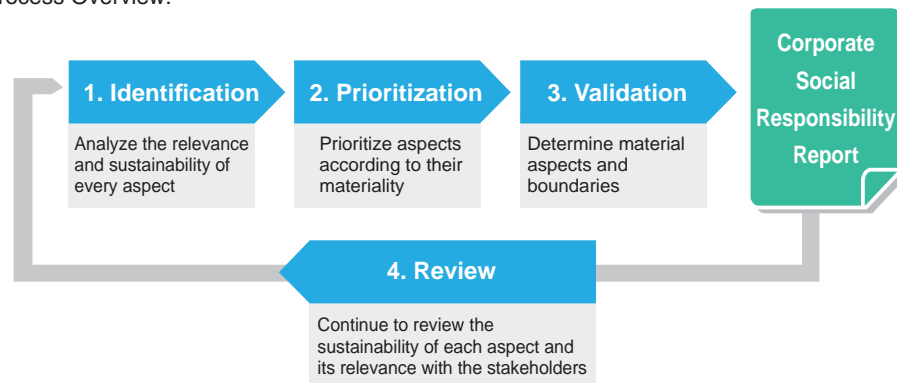 rocess Overview:
1. Identification
Analyze the relevance
and sustainability of
every aspect
2. Prioritization
Prioritize aspects
according to their
materiality
3. Validation
Determine material
aspects and
boundaries
Corporate
Social
Responsibility
Report
4. Review
Continue to review the
sustainability of each aspect and
its relevance with the stakeholders